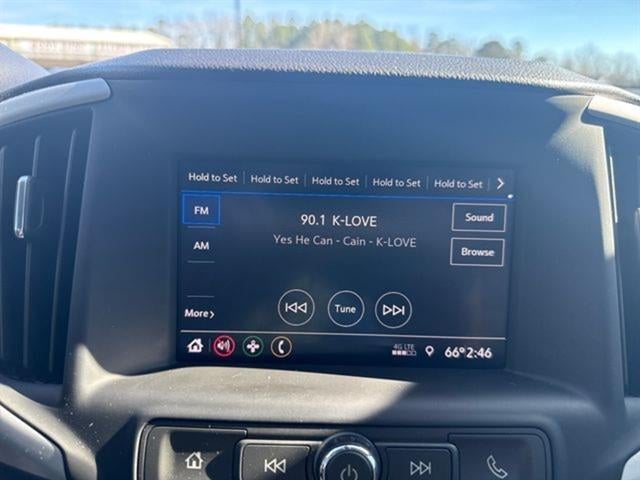 Hold to Set Hold to Set Hold to Set Hold to Set Hold to Set
FM
90.1 K-LOVE
Sound
Yes He Can - Cain - K-LOVE
AM
Browse
Tune
More
4G LTE
66° 2:46